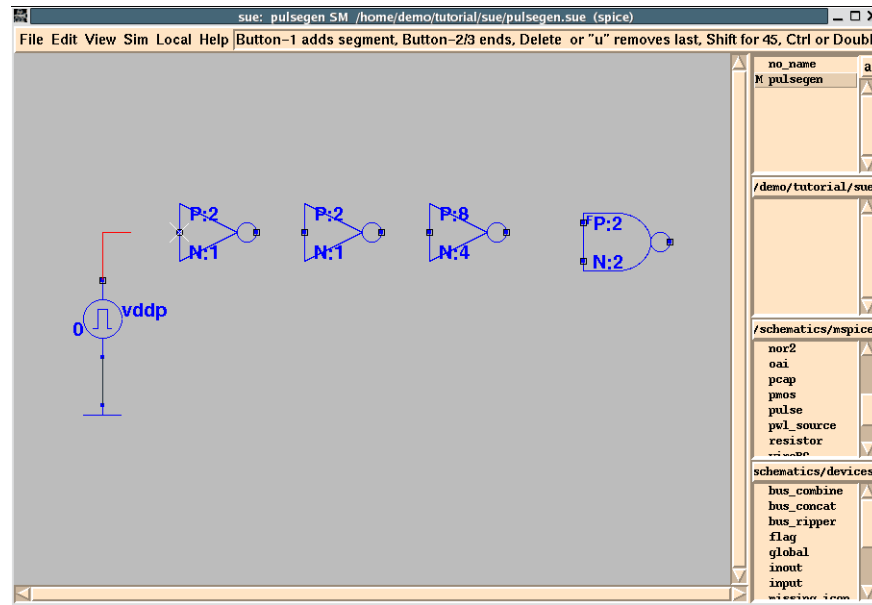 sue: pulsegen SM /home/demo/tutorial/sue/pulsegen.sue (spice)
File Edit View Sim Local Help Button-1 adds segment, Button-2/3 ends, Delete or "u" removes last, Shift for 45, Ctrl or Doubl
no_name
a
M pulsegen
/demo/tutorial/sue
/schematics/mspice
nor2
oai
pcap
pmos
pulse
pwl_source
resistor
schematics/devices
bus_combine
bus_concat
bus_ripper
flag
global
inout
input
missing_icon
P:2
N:1
P:2
N:1
P:8
N:4
F
P:2
N:2
vddp
0